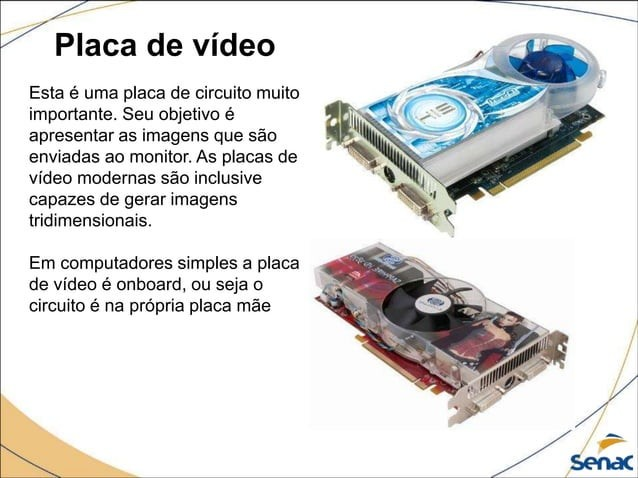 Placa de vídeo
Esta é uma placa de circuito muito
importante. Seu objetivo é
apresentar as imagens que são
enviadas ao monitor. As placas de
vídeo modernas são inclusive
capazes de gerar imagens
tridimensionais.
Em computadores simples a placa
de vídeo é onboard, ou seja o
circuito é na própria placa mãe
senac